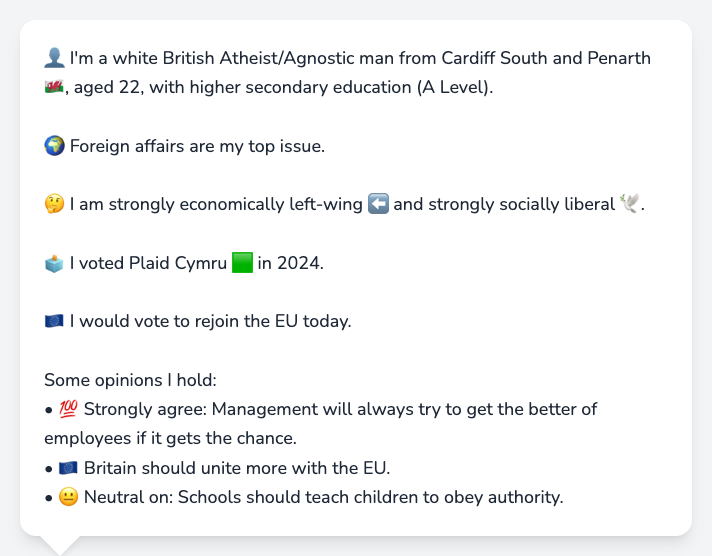 👤 I'm a white British Atheist/Agnostic man from Cardiff South and Penarth
🏴󠁧󠁢󠁷󠁬󠁳󠁿, aged 22, with higher secondary education (A Level).
🌍 Foreign affairs are my top issue.
🤔 I am strongly economically left-wing ⬅️ and strongly socially liberal 🕊️.
🗳️ I voted Plaid Cymru 🟩 in 2024.
🇪🇺 I would vote to rejoin the EU today.
Some opinions I hold:
• 💯 Strongly agree: Management will always try to get the better of
employees if it gets the chance.
• 🇪🇺 Britain should unite more with the EU.
• 😐 Neutral on: Schools should teach children to obey authority.